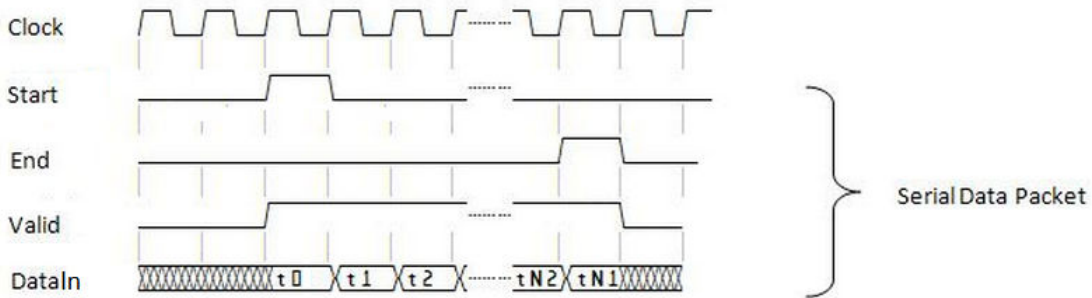 Clock
Start
End
Valid
DataIn
t0 t1 t2 tN2 tN1
Serial Data Packet